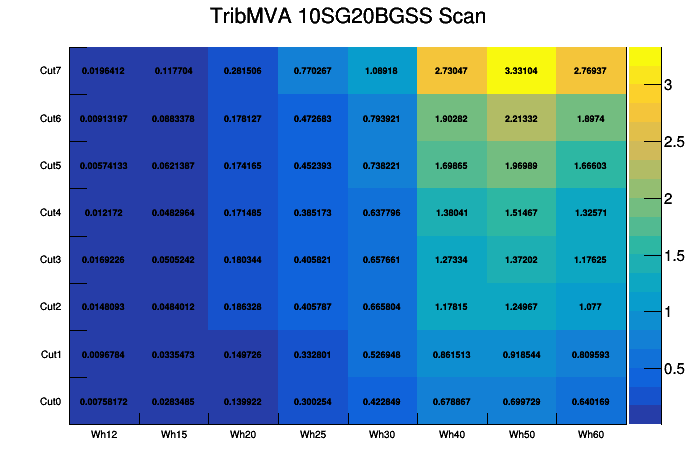 TribMVA 10SG20BGSS Scan
Cut7 0.0196412 0.117704 0.281506 0.770267 1.08918 2.73047 3.33104 2.76937
Cut6 0.00913197 0.0883378 0.178127 0.472683 0.793921 1.90282 2.21332 1.8974
Cut5 0.00574133 0.0621387 0.174165 0.452393 0.738221 1.69865 1.96989 1.66603
Cut4 0.012172 0.0482964 0.171485 0.385173 0.637796 1.38041 1.51467 1.32571
Cut3 0.0169226 0.0505242 0.180344 0.405821 0.657661 1.27334 1.37202 1.17625
Cut2 0.0148093 0.0484012 0.186328 0.405787 0.665804 1.17815 1.24967 1.077
Cut1 0.0096784 0.0335473 0.149726 0.332801 0.526948 0.861513 0.918544 0.809593
Cut0 0.00758172 0.0283485 0.139922 0.300254 0.422849 0.678867 0.699729 0.640169
Wh12 Wh15 Wh20 Wh25 Wh30 Wh40 Wh50 Wh60
3
2.5
2
1.5
1
0.5